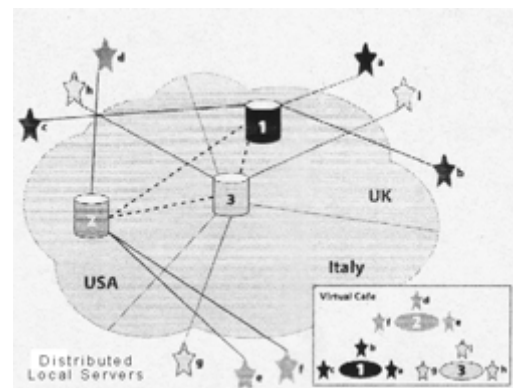 d
h
a
i
c
1
b
3
UK
2
USA
Italy
Virtual Cafe
d
f 2 e
b
i
c 1 a
g 3 h
g
e
f
Distributed
Local Servers